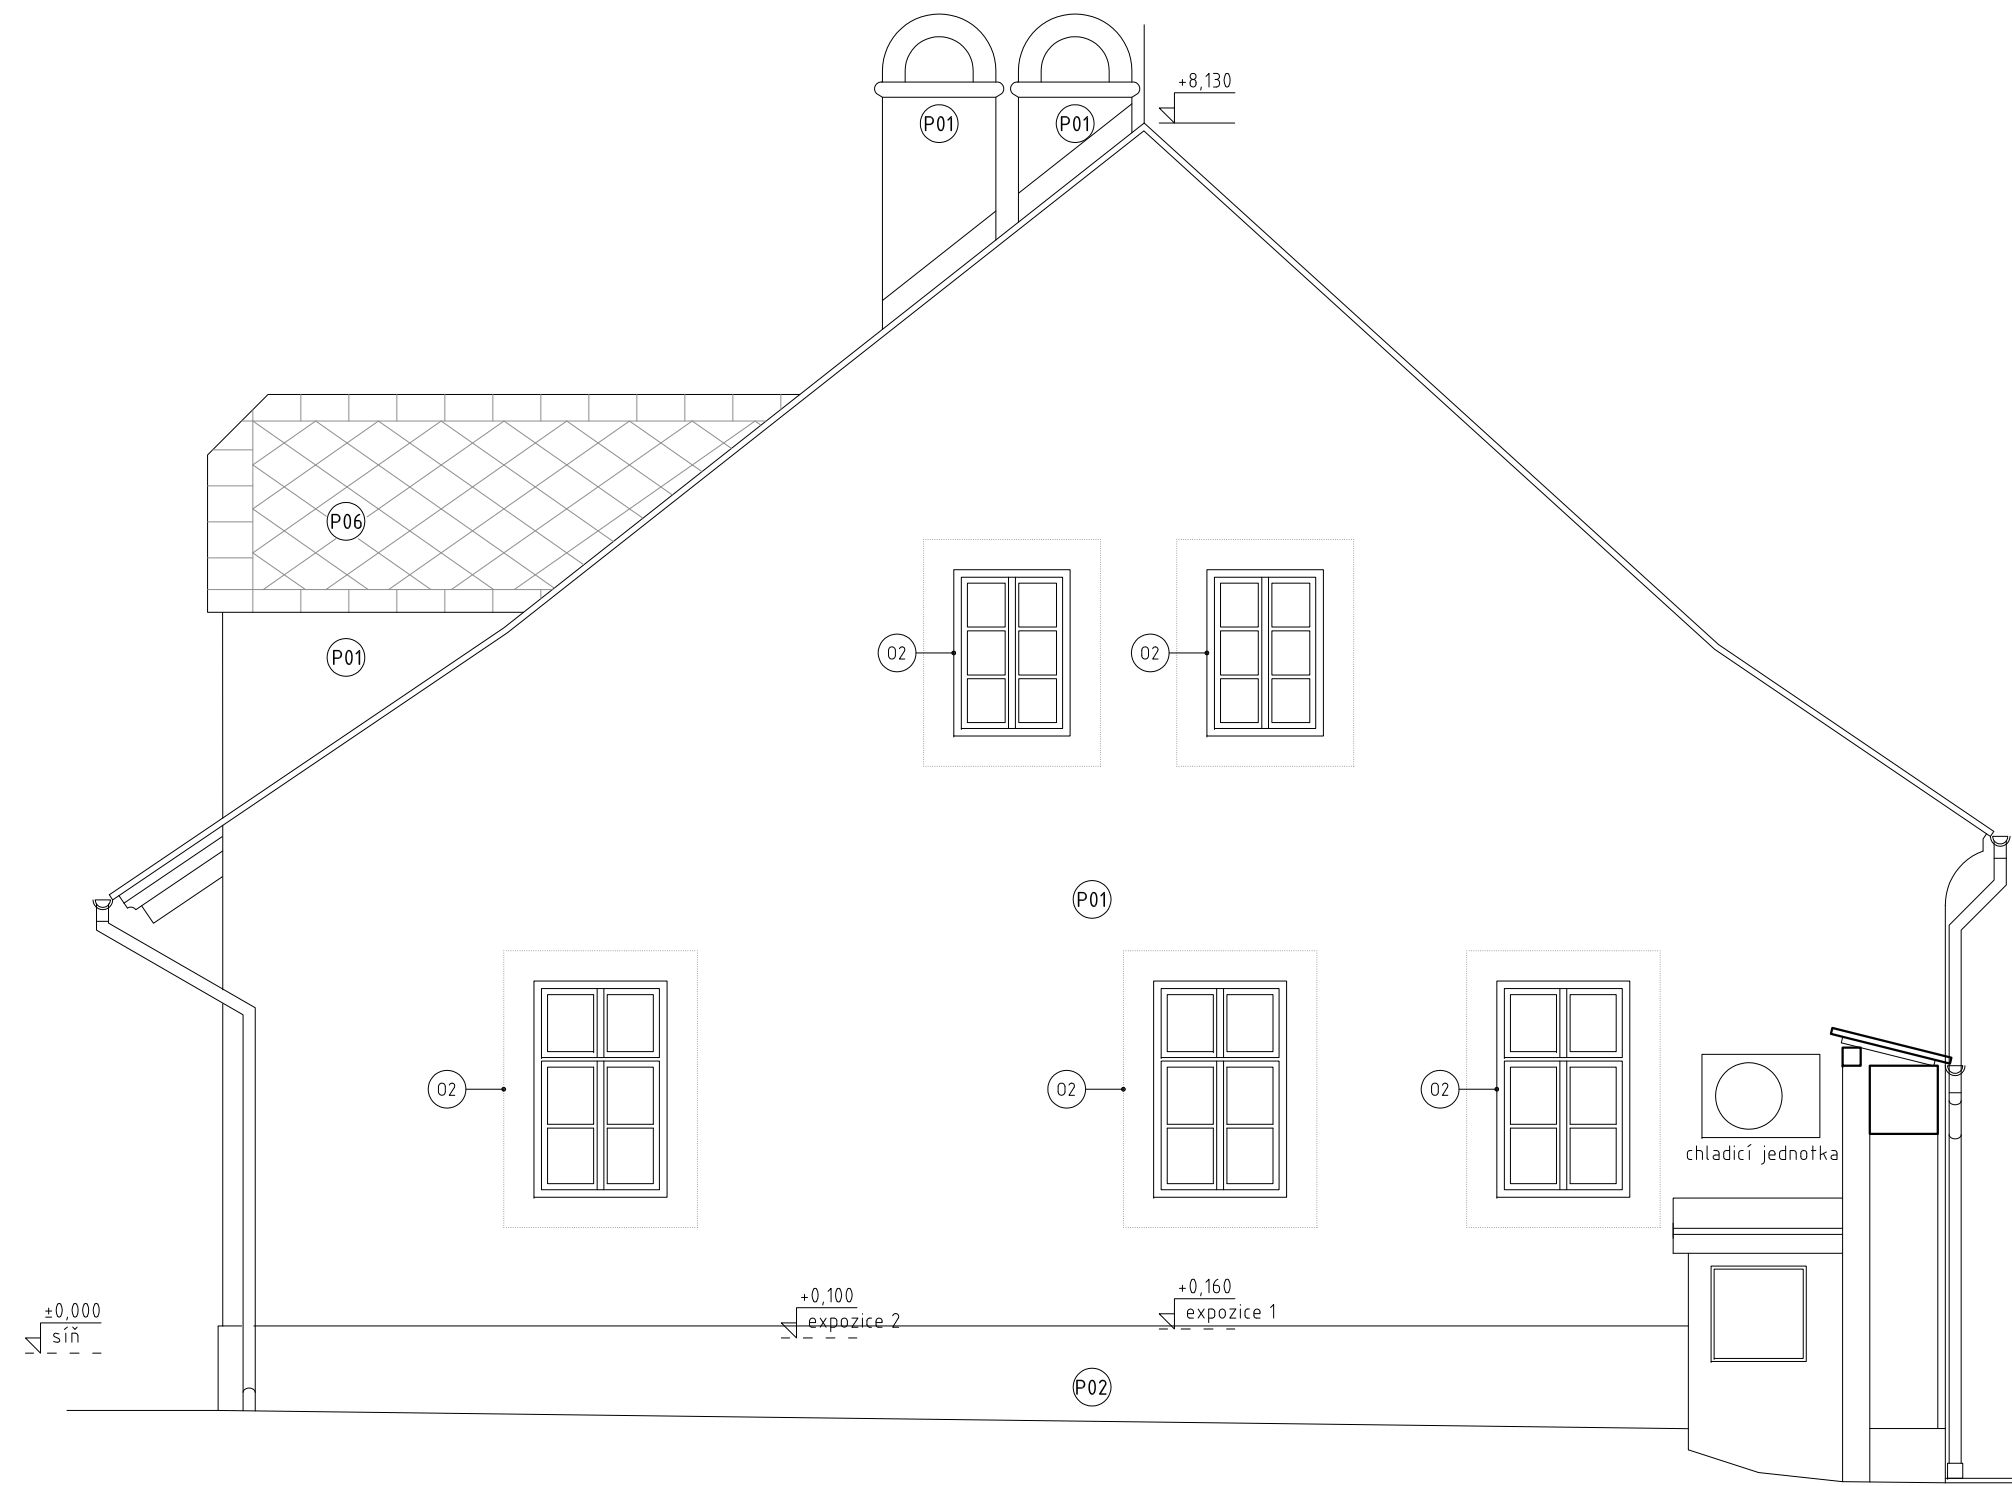 +8,130
P01
P01
P06
P01
O2
O2
P01
O2
O2
O2
chladicí jednotka
±0,000
síň
+0,100
expozice 2
+0,160
expozice 1
P02